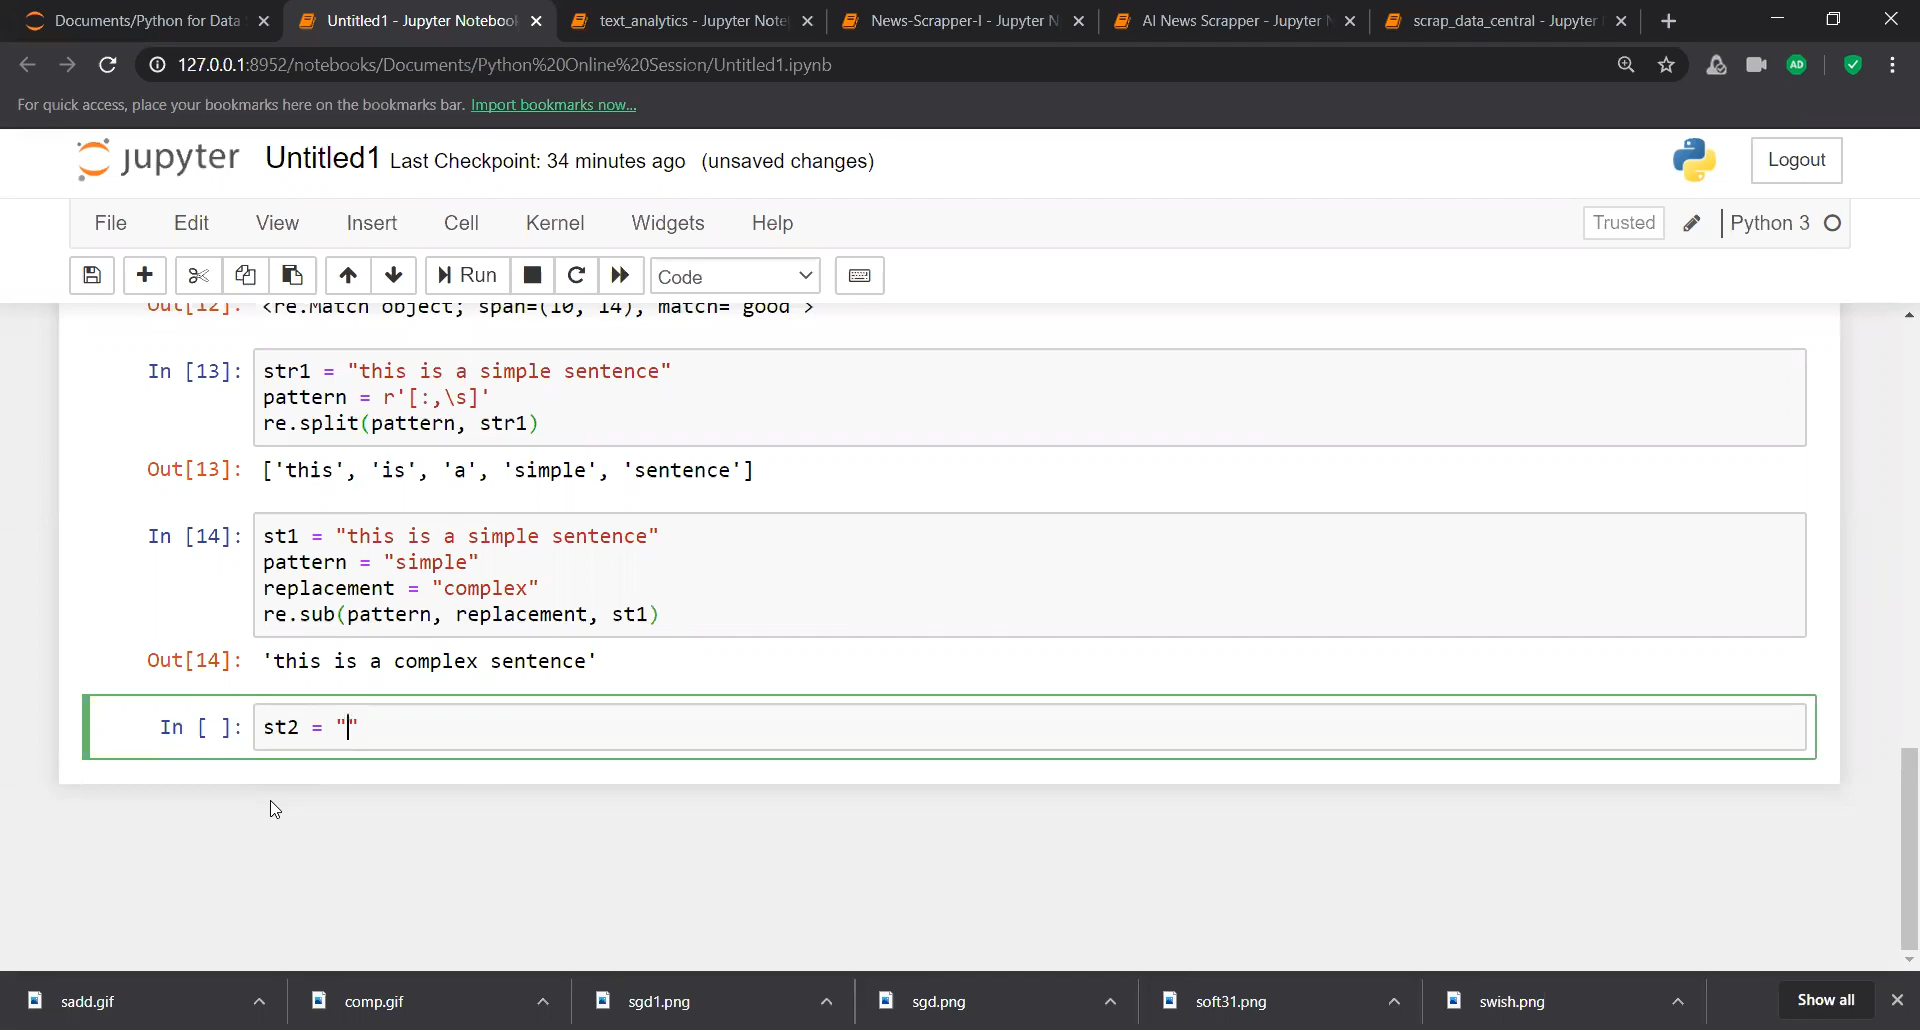 Documents/Python for Data
Untitled1 - Jupyter Noteboo
text_analytics - Jupyter Note
News-Scrapper-I - Jupyter N
AI News Scrapper - Jupyter N
scrap_data_central - Jupyter
127.0.0.1:8952/notebooks/Documents/Python%20Online%20Session/Untitled1.ipynb
AD
For quick access, place your bookmarks here on the bookmarks bar. Import bookmarks now...
jupyter Untitled1 Last Checkpoint: 34 minutes ago (unsaved changes)
Logout
File Edit View Insert Cell Kernel Widgets Help
Trusted Python 3
Run Code
Out[12]: <re.Match object; span=(10, 14), match= good >
In [13]: str1 = "this is a simple sentence"
pattern = r'[:,\s]'
re.split(pattern, str1)
Out[13]: ['this', 'is', 'a', 'simple', 'sentence']
In [14]: st1 = "this is a simple sentence"
pattern = "simple"
replacement = "complex"
re.sub(pattern, replacement, st1)
Out[14]: 'this is a complex sentence'
In [ ]: st2 = ""
sadd.gif
comp.gif
sgd1.png
sgd.png
soft31.png
swish.png
Show all